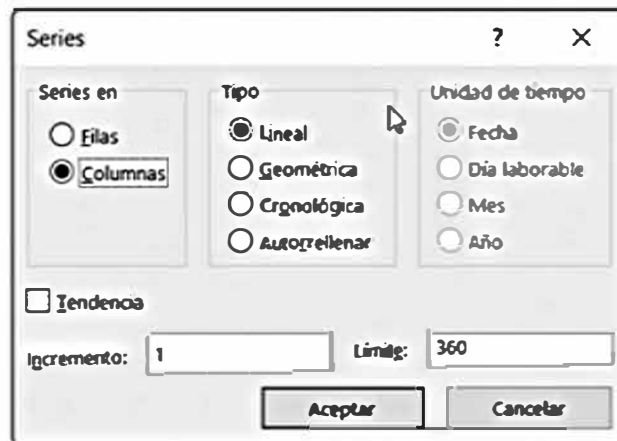 Series ? X
Series en
Filas
Columnas
Tipo
Lineal
Geométrica
Cronológica
Autorrellenar
Unidad de tiempo
Fecha
Día laborable
Mes
Año
Tendencia
Incremento: 1 Límite: 360
Aceptar Cancelar